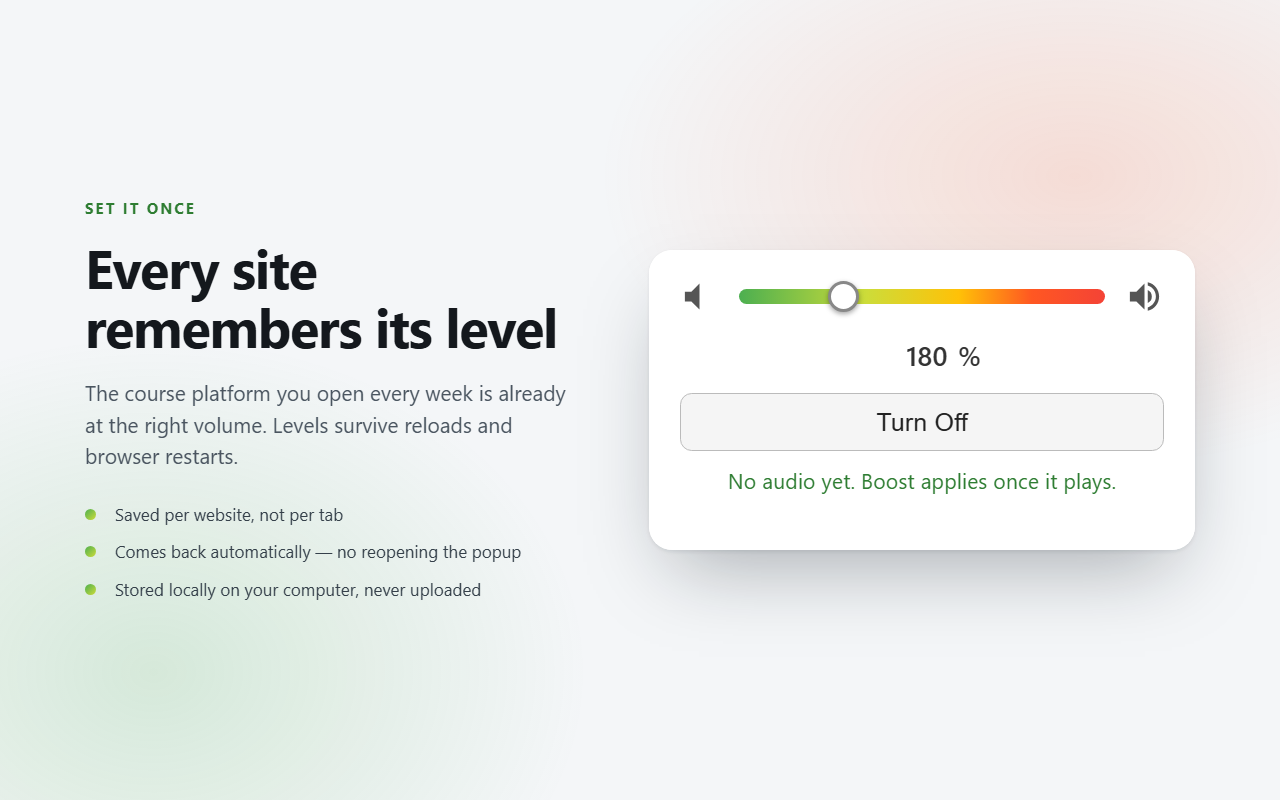 SET IT ONCE
Every site
remembers its level
The course platform you open every week is already
at the right volume. Levels survive reloads and
browser restarts.
Saved per website, not per tab
Comes back automatically — no reopening the popup
Stored locally on your computer, never uploaded
180 %
Turn Off
No audio yet. Boost applies once it plays.